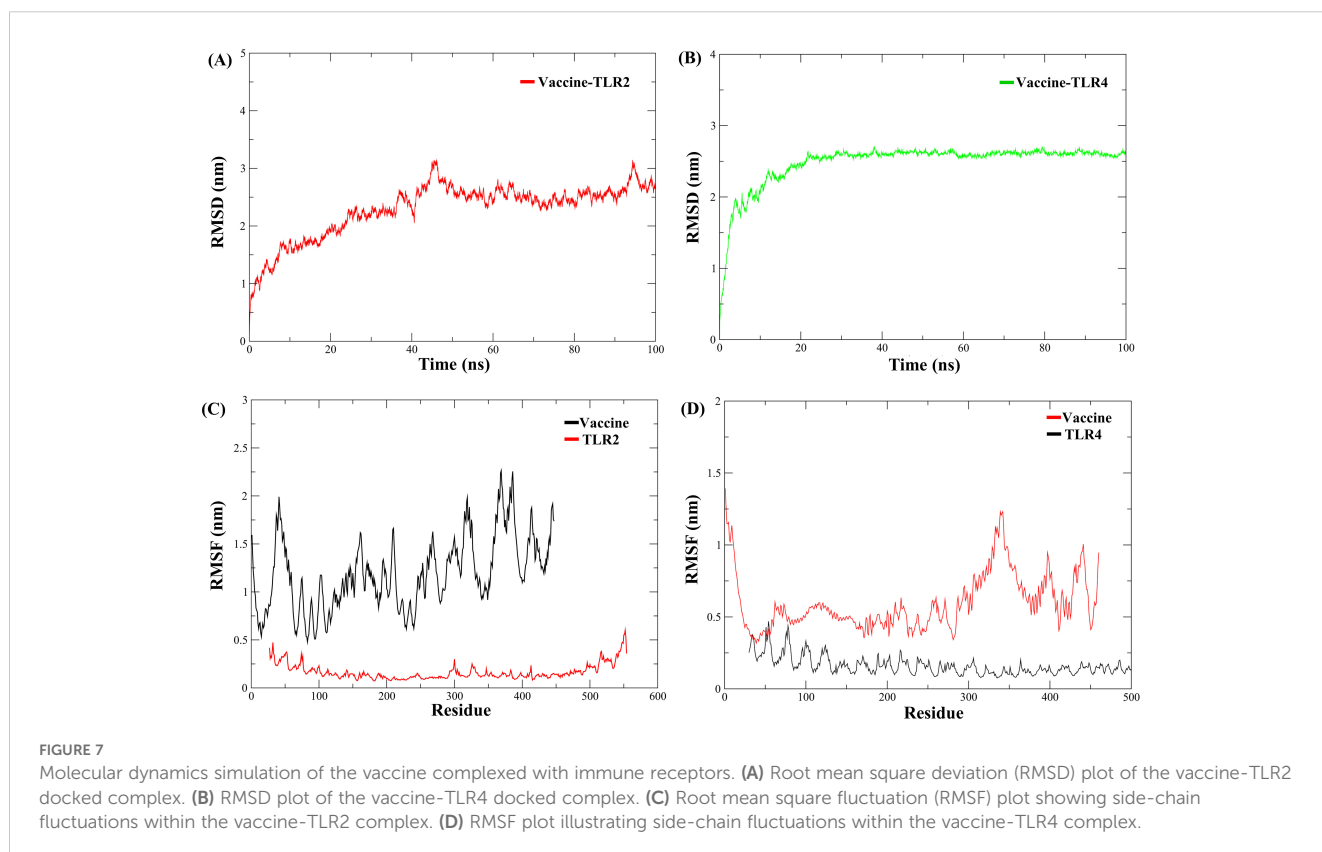 (A)
5
4
3
2
1
0
RMSD (nm)
Vaccine-TLR2
0 20 40 60 80 100
Time (ns)
(B)
4
3
2
1
0
RMSD (nm)
Vaccine-TLR4
0 20 40 60 80 100
Time (ns)
(C)
3
2.5
2
1.5
1
0.5
0
RMSF (nm)
Vaccine
TLR2
0 100 200 300 400 500 600
Residue
(D)
2
1.5
1
0.5
0
RMSF (nm)
Vaccine
TLR4
0 100 200 300 400 500
Residue
FIGURE 7
Molecular dynamics simulation of the vaccine complexed with immune receptors. (A) Root mean square deviation (RMSD) plot of the vaccine-TLR2
docked complex. (B) RMSD plot of the vaccine-TLR4 docked complex. (C) Root mean square fluctuation (RMSF) plot showing side-chain
fluctuations within the vaccine-TLR2 complex. (D) RMSF plot illustrating side-chain fluctuations within the vaccine-TLR4 complex.